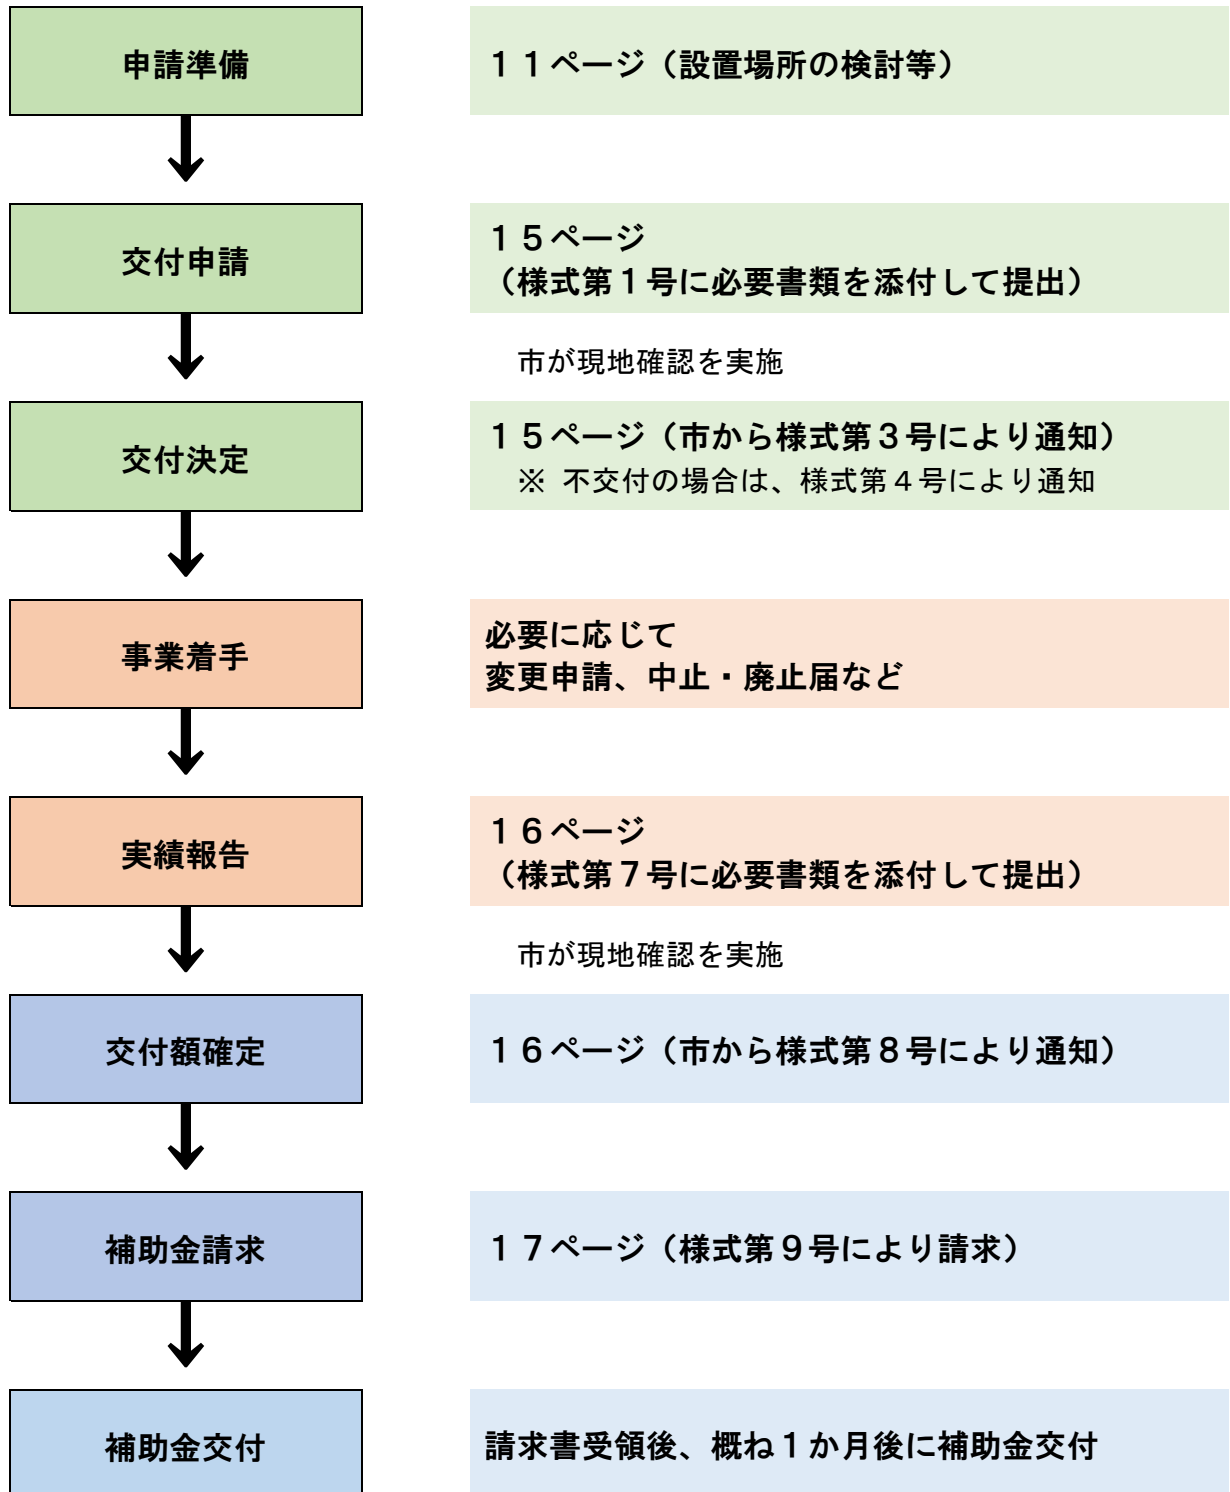 申請準備
１１ページ（設置場所の検討等）
交付申請
１５ページ
（様式第１号に必要書類を添付して提出）
市が現地確認を実施
交付決定
１５ページ（市から様式第３号により通知）
※ 不交付の場合は、様式第４号により通知
事業着手
必要に応じて
変更申請、中止・廃止届など
実績報告
１６ページ
（様式第７号に必要書類を添付して提出）
市が現地確認を実施
交付額確定
１６ページ（市から様式第８号により通知）
補助金請求
１７ページ（様式第９号により請求）
補助金交付
請求書受領後、概ね１か月後に補助金交付